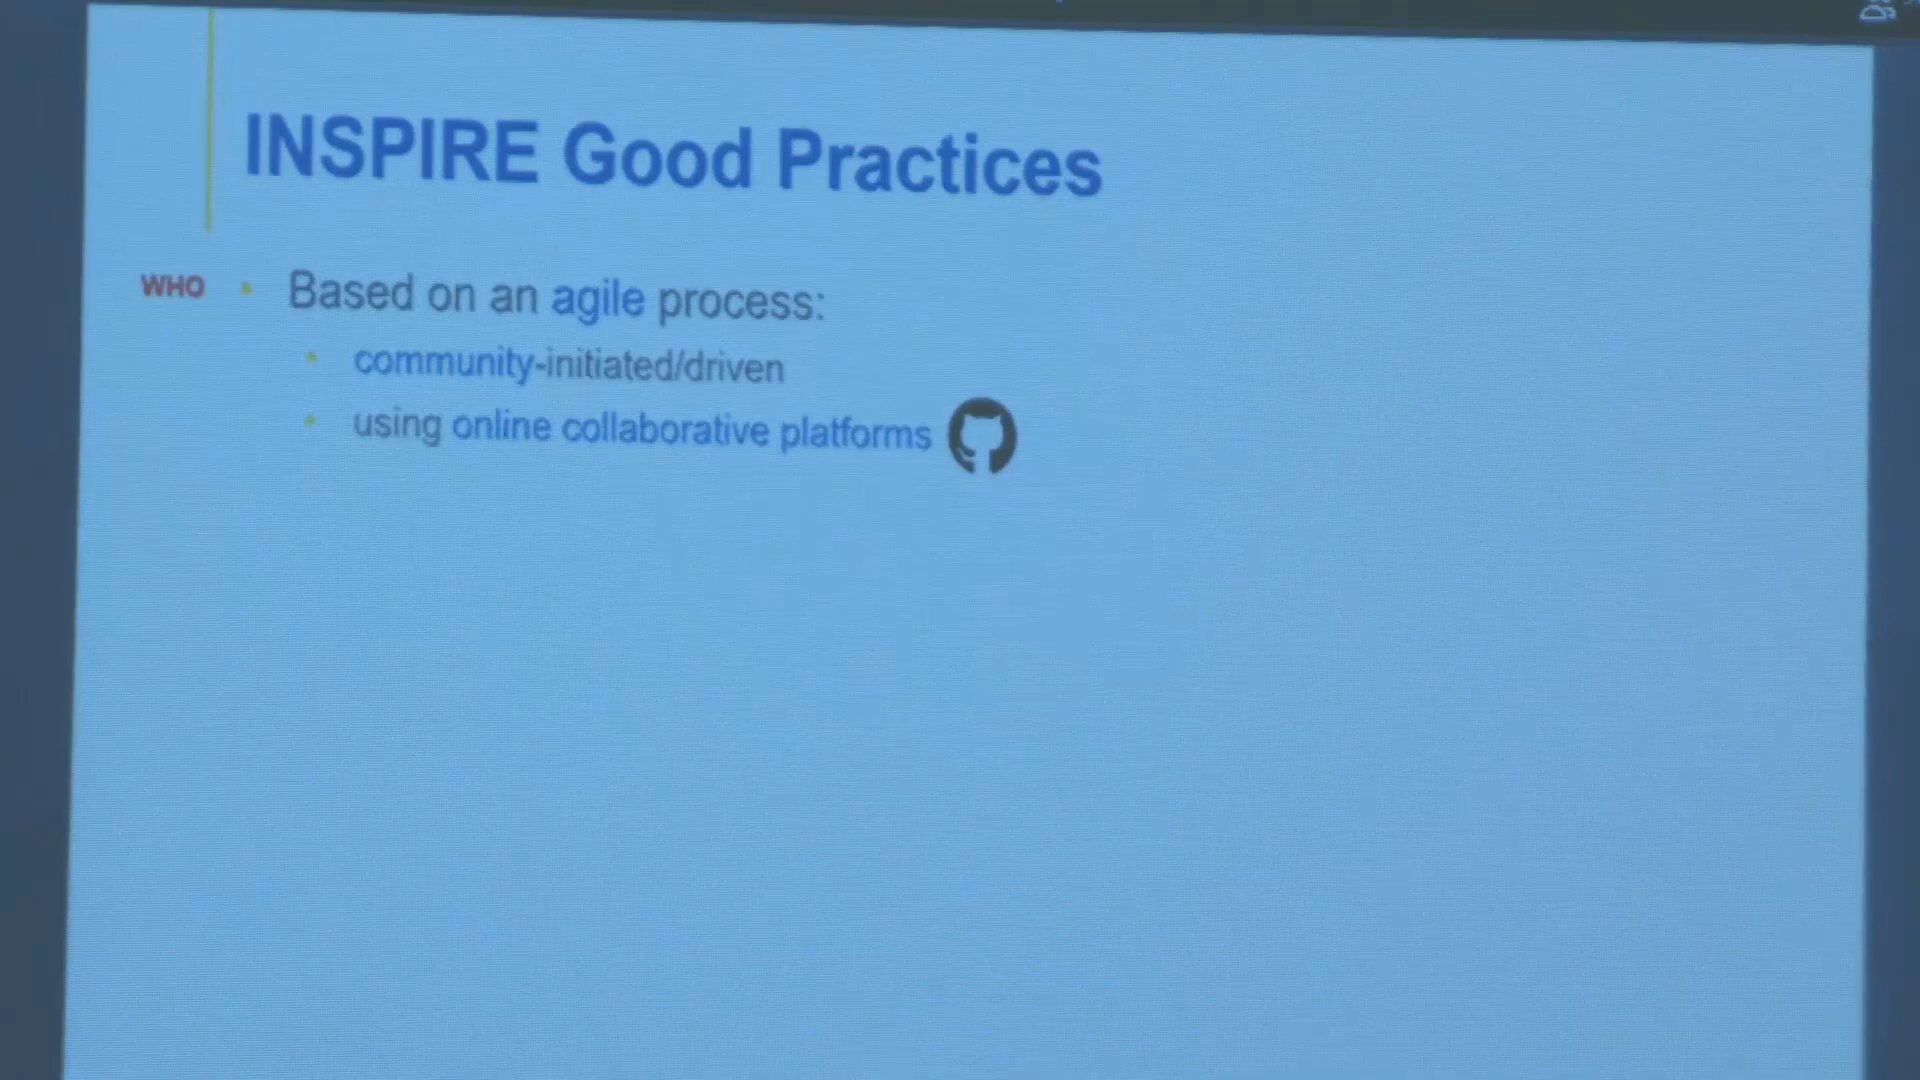 INSPIRE Good Practices
WHO • Based on an agile process:
• community-initiated/driven
• using online collaborative platforms